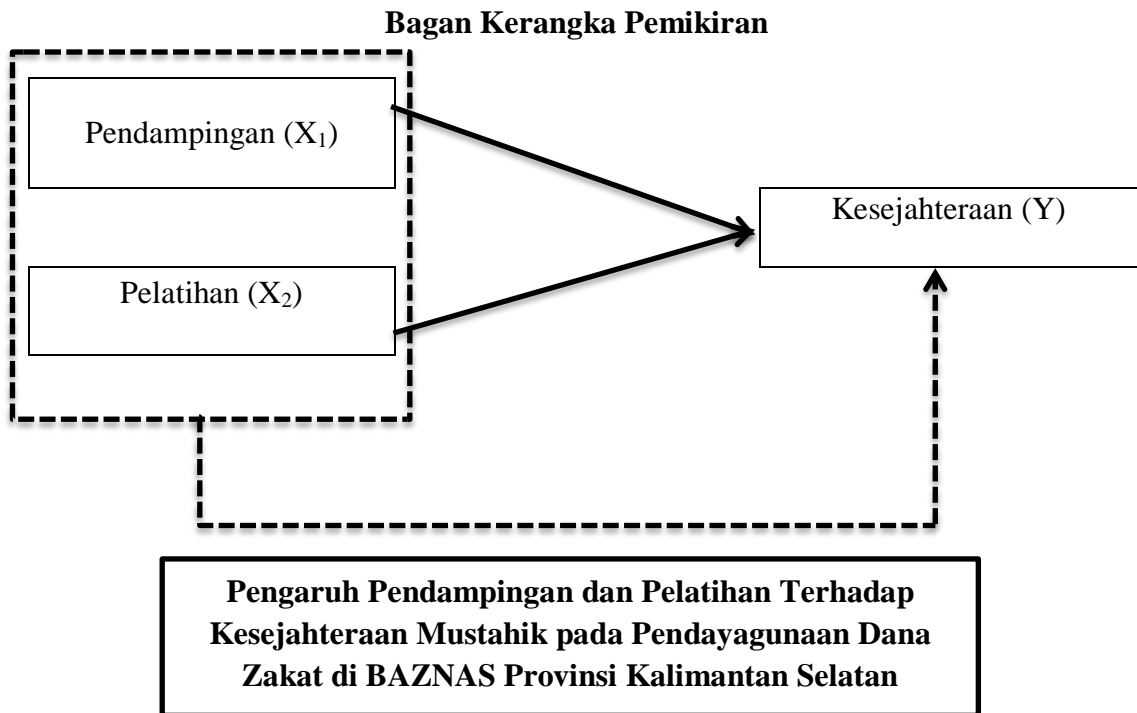 Bagan Kerangka Pemikiran
Pendampingan (X₁)
Kesejahteraan (Y)
Pelatihan (X₂)
Pengaruh Pendampingan dan Pelatihan Terhadap
Kesejahteraan Mustahik pada Pendayagunaan Dana
Zakat di BAZNAS Provinsi Kalimantan Selatan